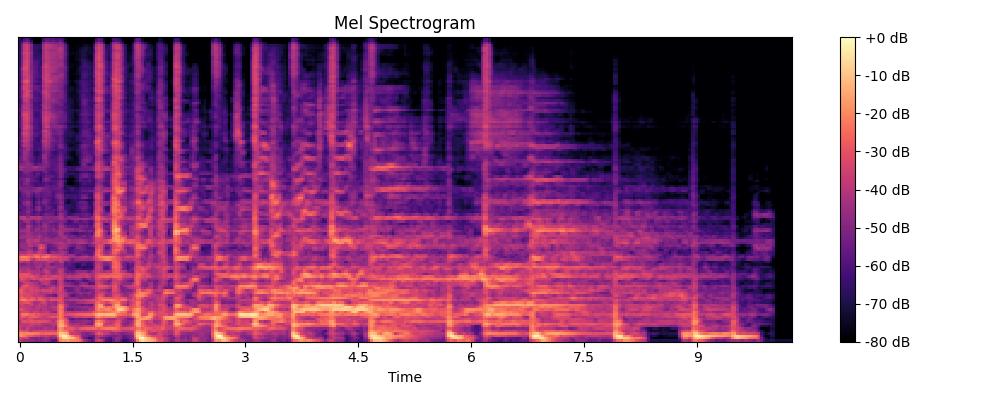 Mel Spectrogram
+0 dB
-10 dB
-20 dB
-30 dB
-40 dB
-50 dB
-60 dB
-70 dB
-80 dB
0 1.5 3 4.5 6 7.5 9
Time